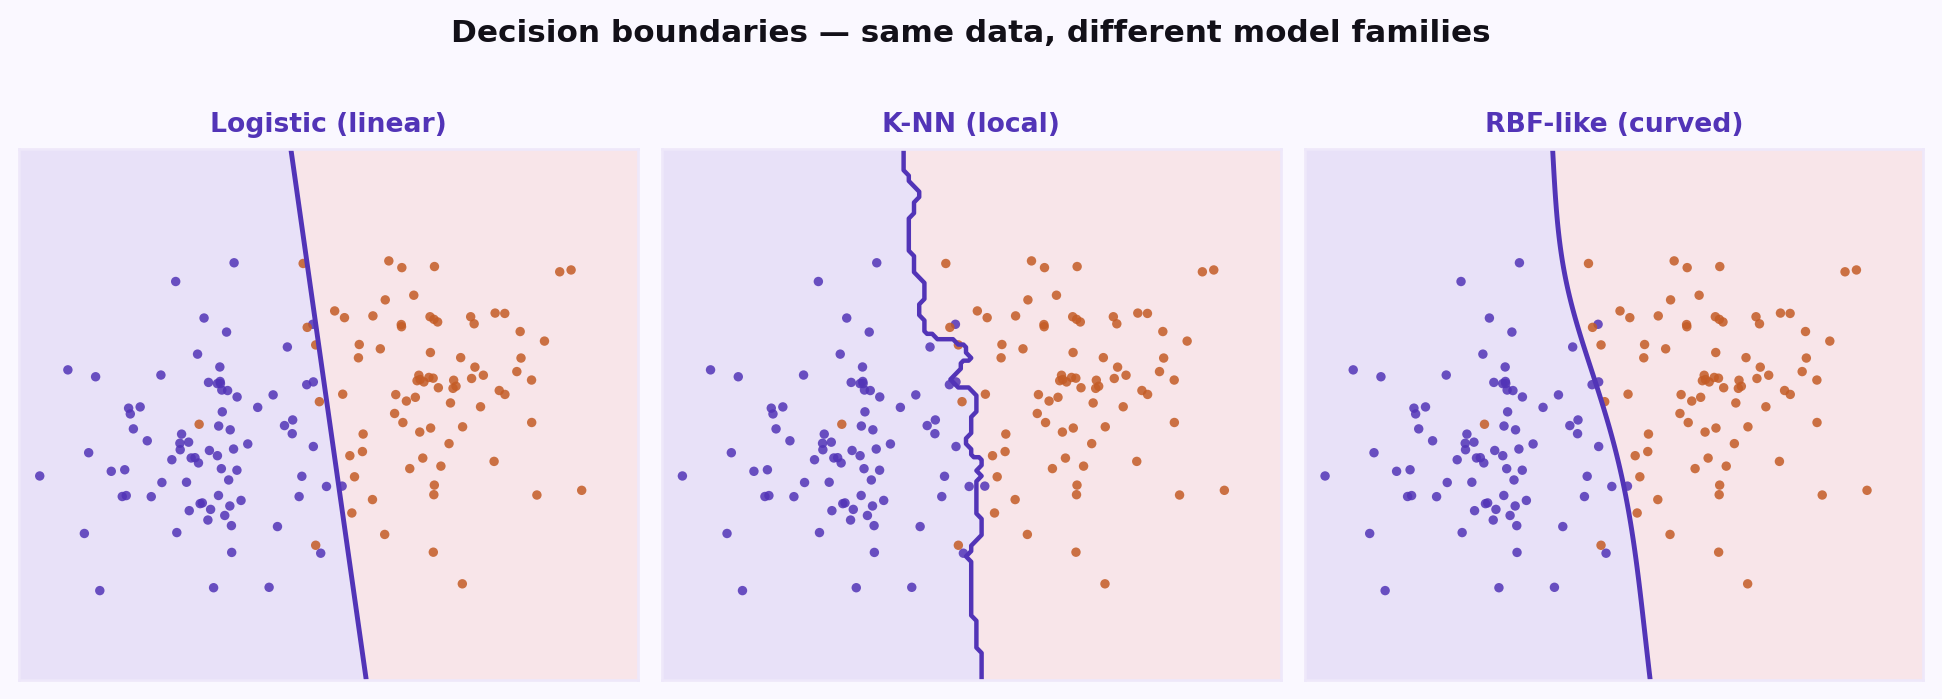 Decision boundaries — same data, different model families
Logistic (linear)
K-NN (local)
RBF-like (curved)